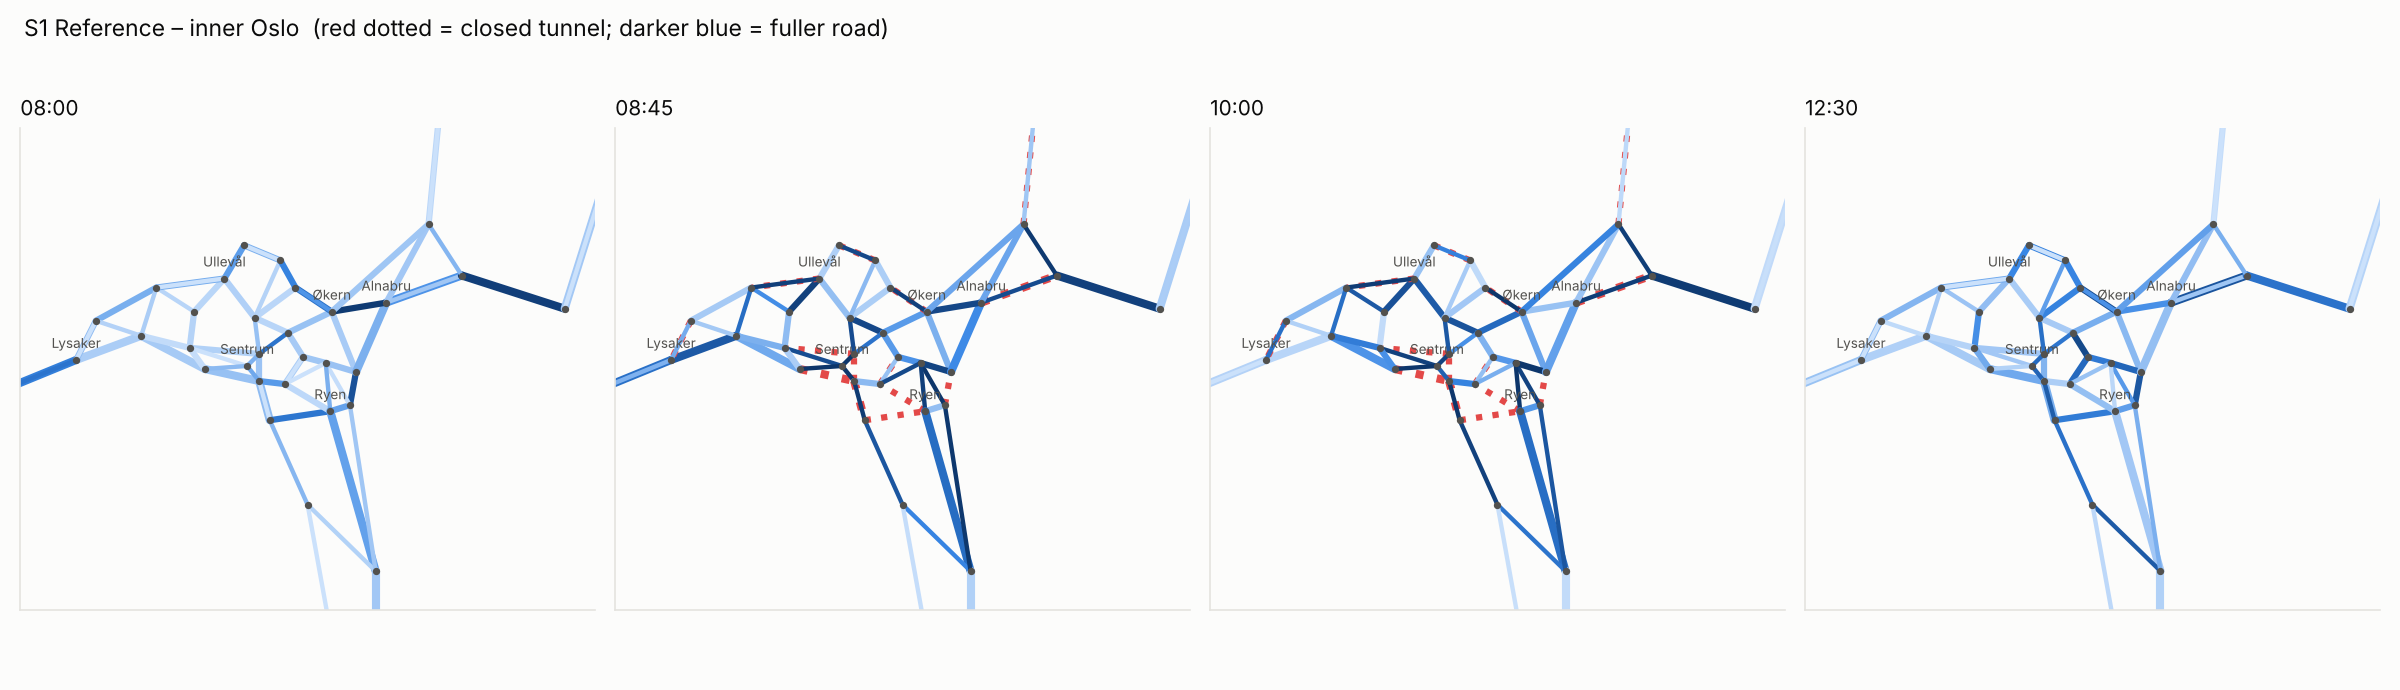 S1 Reference – inner Oslo (red dotted = closed tunnel; darker blue = fuller road)
08:00
Ullevål
Økern
Alnabru
Lysaker
Sentrum
Ryen
08:45
Ullevål
Økern
Alnabru
Lysaker
Sentrum
Ryen
10:00
Ullevål
Økern
Alnabru
Lysaker
Sentrum
Ryen
12:30
Ullevål
Økern
Alnabru
Lysaker
Sentrum
Ryen